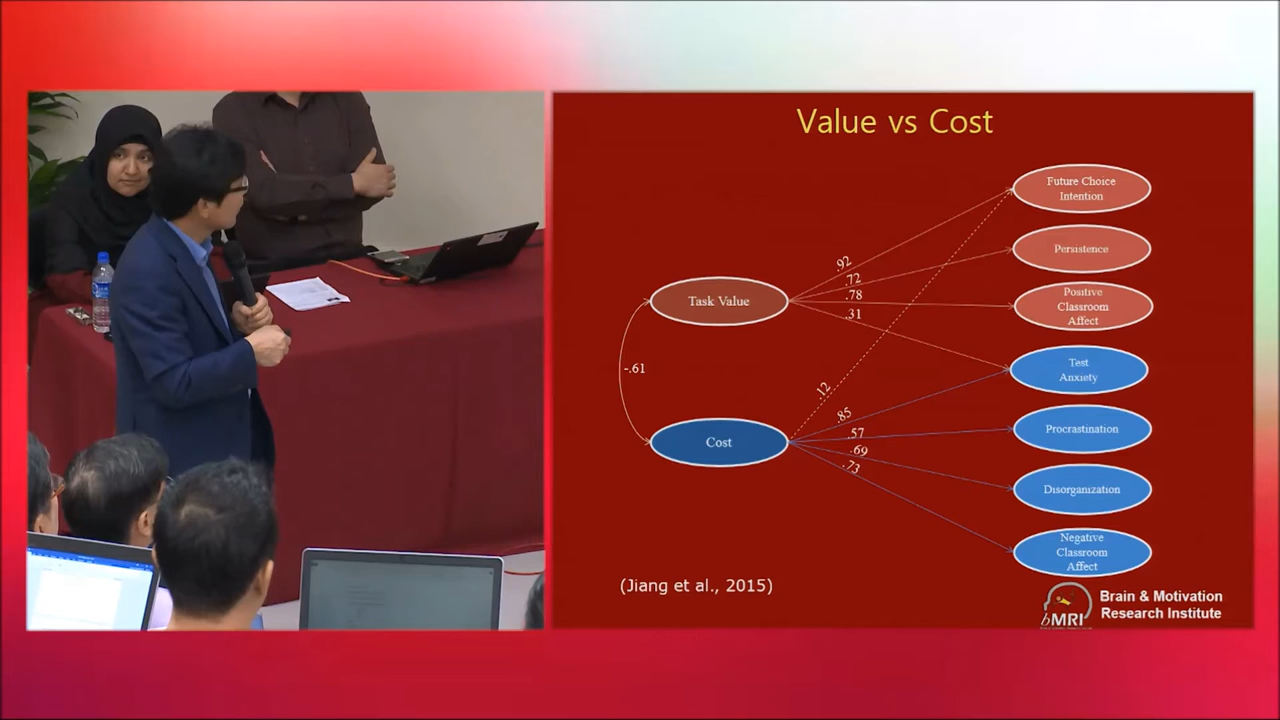 Value vs Cost
Future Choice
Intention
Persistence
Positive
Classroom
Affect
Test
Anxiety
Procrastination
Disorganization
Negative
Classroom
Affect
Task Value
Cost
.92
.72
.78
.31
-.61
.12
.85
.57
.69
.73
(Jiang et al., 2015)
bMRI
Brain & Motivation
Research Institute